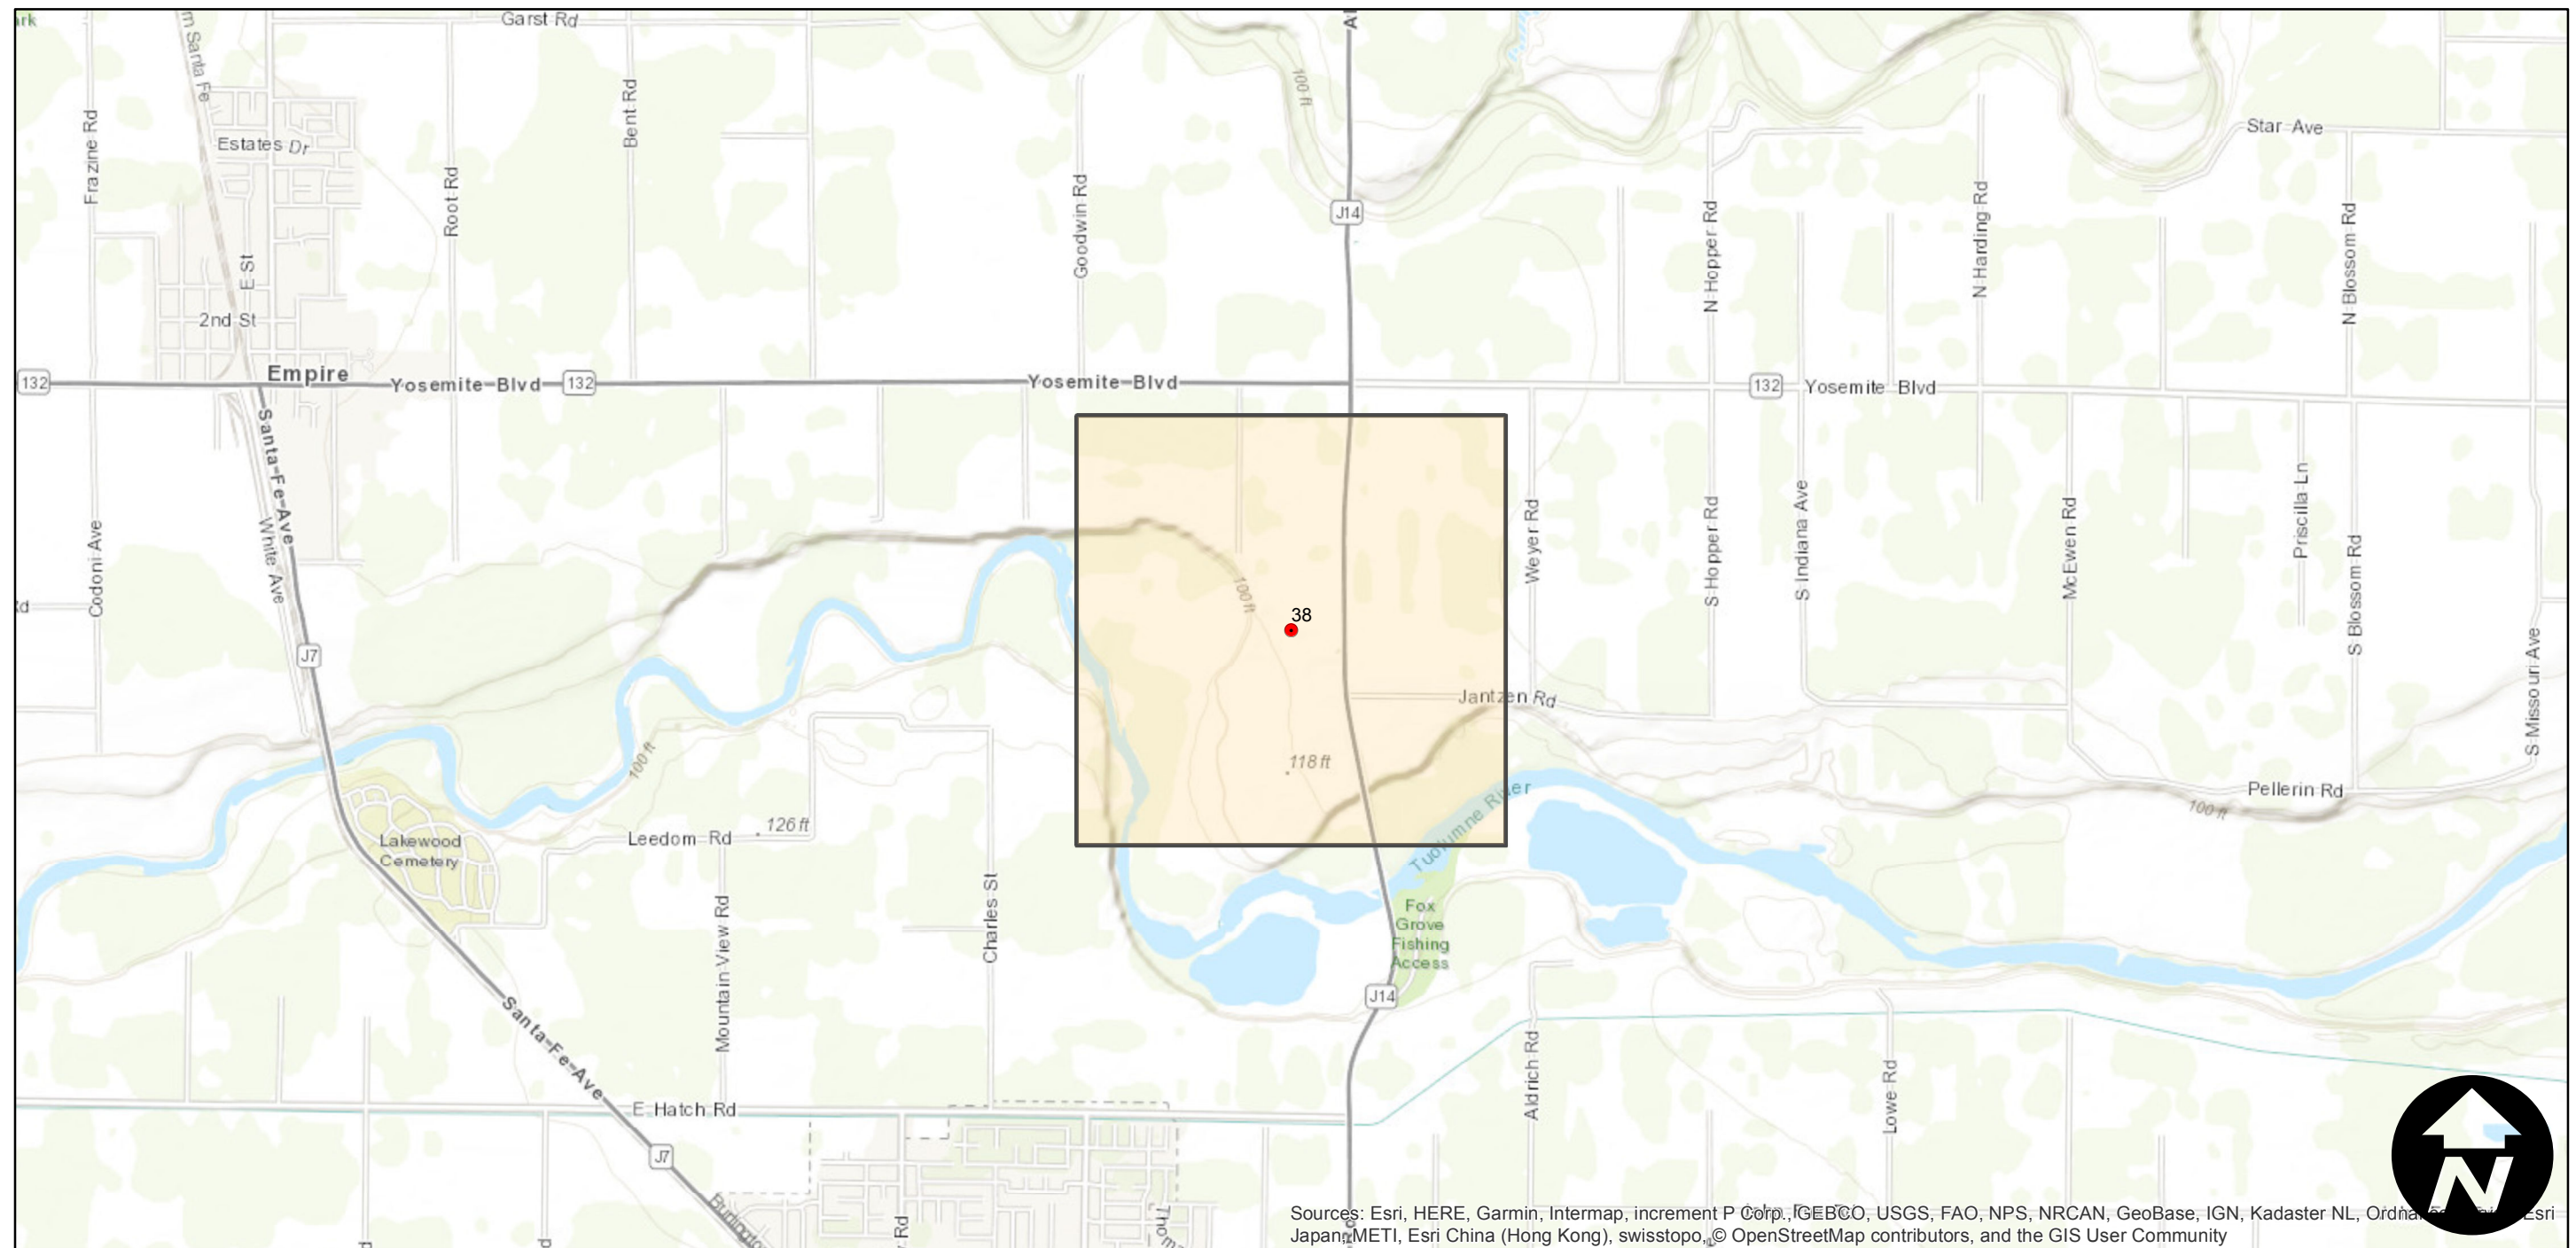 Garst Rd
Santa Fe
Frazine Rd
Estates Dr
Root Rd
Bent Rd
Goodwin Rd
100 ft
J14
N Hopper Rd
N Harding Rd
Star Ave
N Blossom Rd
E St
2nd St
Empire
132
Yosemite Blvd
132
Yosemite Blvd
132
Yosemite Blvd
Santa Fe Ave
White Ave
Codoni Ave
J7
100 ft
38
Weyer Rd
S Hopper Rd
S Indiana Ave
McEwen Rd
Priscilla Ln
S Blossom Rd
S Missouri Ave
Jantzen Rd
118 ft
Tuolumne River
Pellerin Rd
100 ft
100 ft
126 ft
Leedom Rd
Lakewood
Cemetery
Mountain View Rd
Charles St
Fox
Grove
Fishing
Access
J14
Santa Fe Ave
E Hatch Rd
J7
Aldrich Rd
Lowe Rd
Rd
N
Sources: Esri, HERE, Garmin, Intermap, increment P Corp., GEBCO, USGS, FAO, NPS, NRCAN, GeoBase, IGN, Kadaster NL, Esri
Japan, METI, Esri China (Hong Kong), swisstopo, © OpenStreetMap contributors, and the GIS User Community